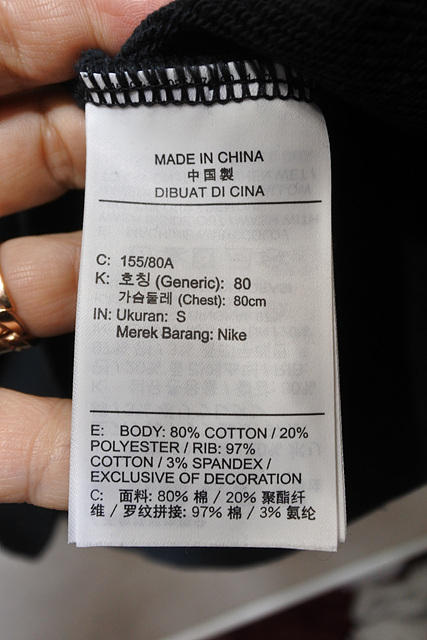 MADE IN CHINA
中国製
DIBUAT DI CINA
C: 155/80A
K: 호칭 (Generic): 80
가슴둘레 (Chest): 80cm
IN: Ukuran: S
Merek Barang: Nike
E: BODY: 80% COTTON / 20%
POLYESTER / RIB: 97%
COTTON / 3% SPANDEX /
EXCLUSIVE OF DECORATION
C: 面料: 80% 棉 / 20% 聚酯纤
维 / 罗纹拼接: 97% 棉 / 3% 氨纶